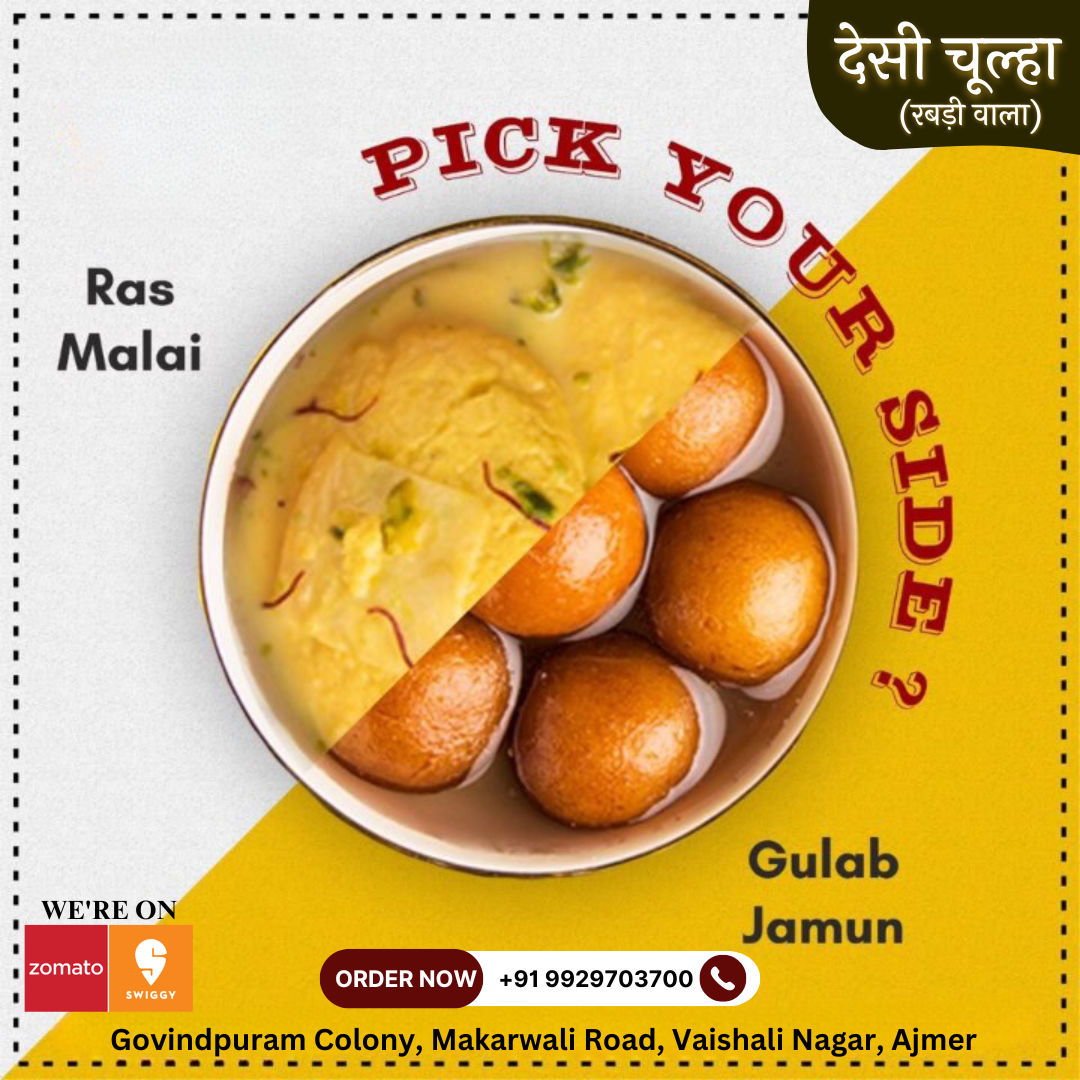 देसी चूल्हा
(रबड़ी वाला)
PICK YOUR SIDE ?
Ras
Malai
Gulab
Jamun
WE'RE ON
zomato
SWIGGY
ORDER NOW +91 9929703700
Govindpuram Colony, Makarwali Road, Vaishali Nagar, Ajmer